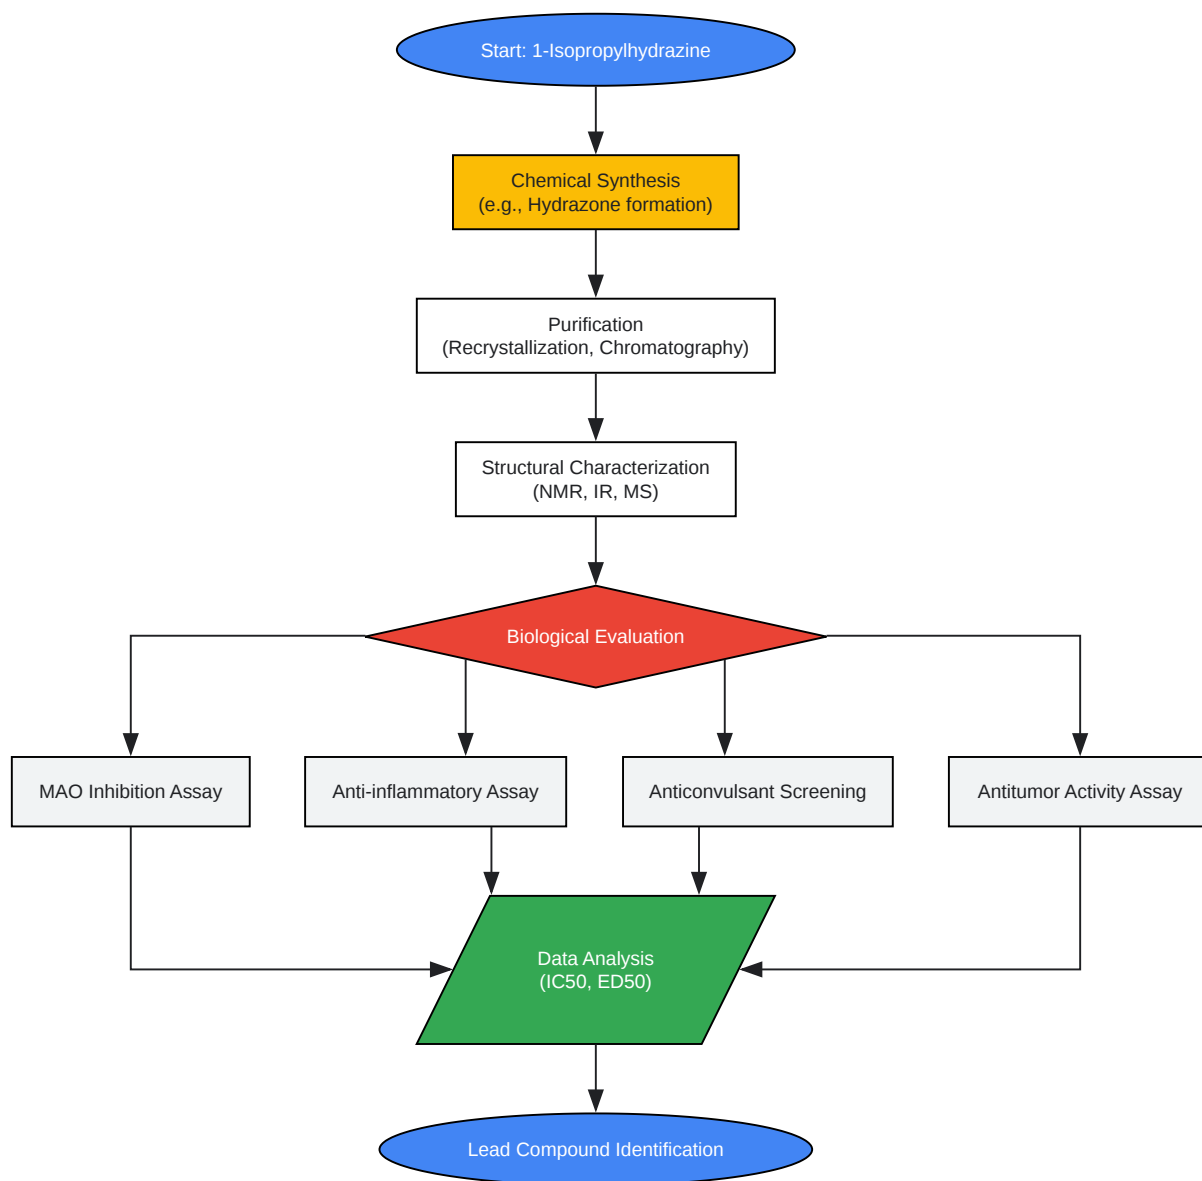 Start: 1-Isopropylhydrazine
Chemical Synthesis
(e.g., Hydrazone formation)
Purification
(Recrystallization, Chromatography)
Structural Characterization
(NMR, IR, MS)
Biological Evaluation
MAO Inhibition Assay
Anti-inflammatory Assay
Anticonvulsant Screening
Antitumor Activity Assay
Data Analysis
(IC50, ED50)
Lead Compound Identification